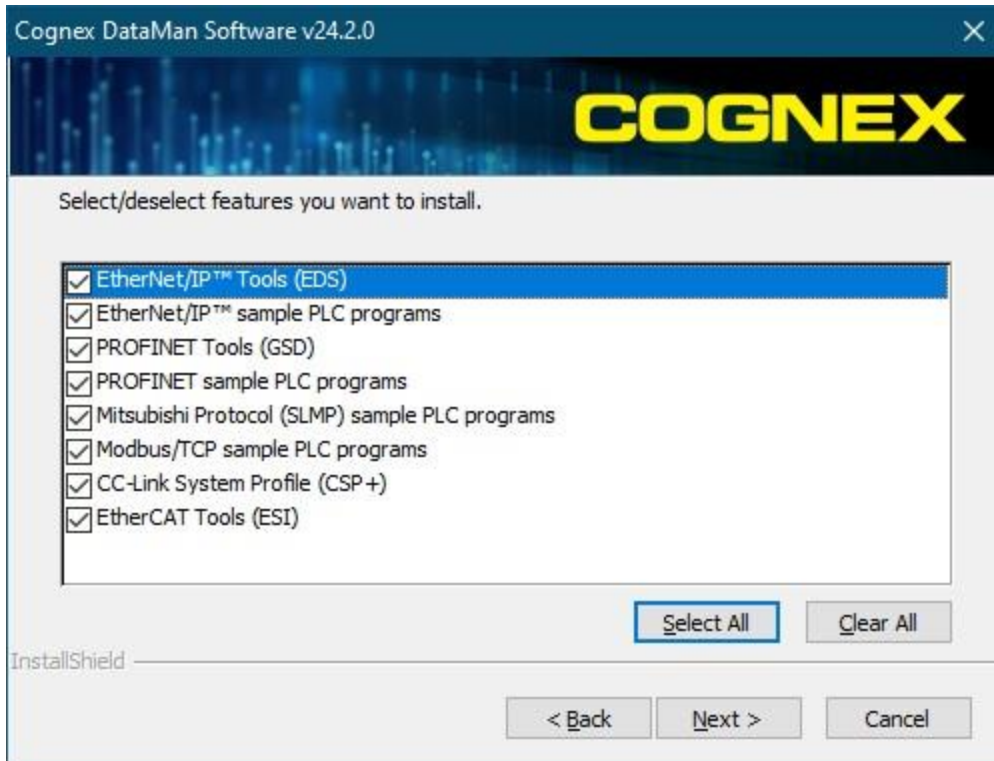 Cognex DataMan Software v24.2.0
COGNEX
Select/deselect features you want to install.
EtherNet/IP™ Tools (EDS)
EtherNet/IP™ sample PLC programs
PROFINET Tools (GSD)
PROFINET sample PLC programs
Mitsubishi Protocol (SLMP) sample PLC programs
Modbus/TCP sample PLC programs
CC-Link System Profile (CSP+)
EtherCAT Tools (ESI)
Select All Clear All
InstallShield
< Back Next > Cancel